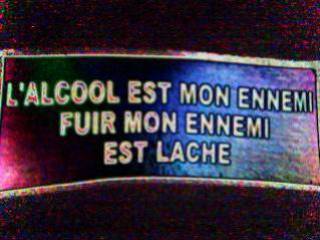 L'ALCOOL EST MON ENNEMI
FUIR MON ENNEMI
EST LACHE